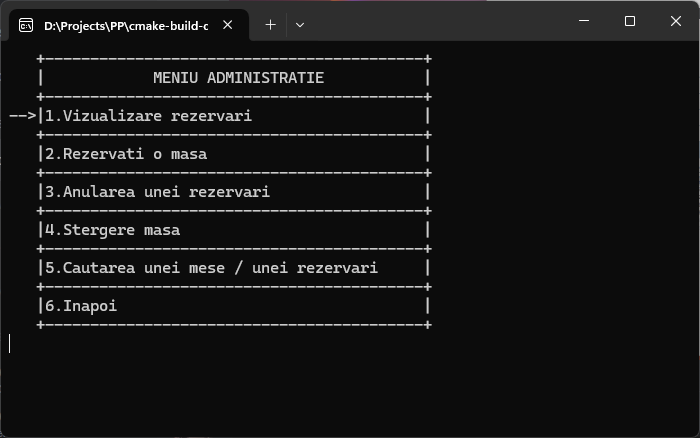 D:\Projects\PP\cmake-build-c
MENIU ADMINISTRATIE
-->|1.Vizualizare rezervari
2.Rezervati o masa
3.Anularea unei rezervari
4.Stergere masa
5.Cautarea unei mese / unei rezervari
6.Inapoi